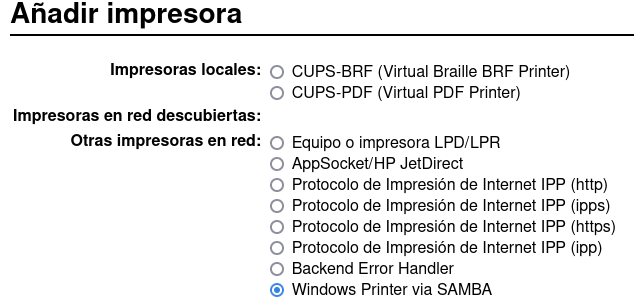 Añadir impresora
Impresoras locales: CUPS-BRF (Virtual Braille BRF Printer)
CUPS-PDF (Virtual PDF Printer)
Impresoras en red descubiertas:
Otras impresoras en red: Equipo o impresora LPD/LPR
AppSocket/HP JetDirect
Protocolo de Impresión de Internet IPP (http)
Protocolo de Impresión de Internet IPP (ipps)
Protocolo de Impresión de Internet IPP (https)
Protocolo de Impresión de Internet IPP (ipp)
Backend Error Handler
Windows Printer via SAMBA